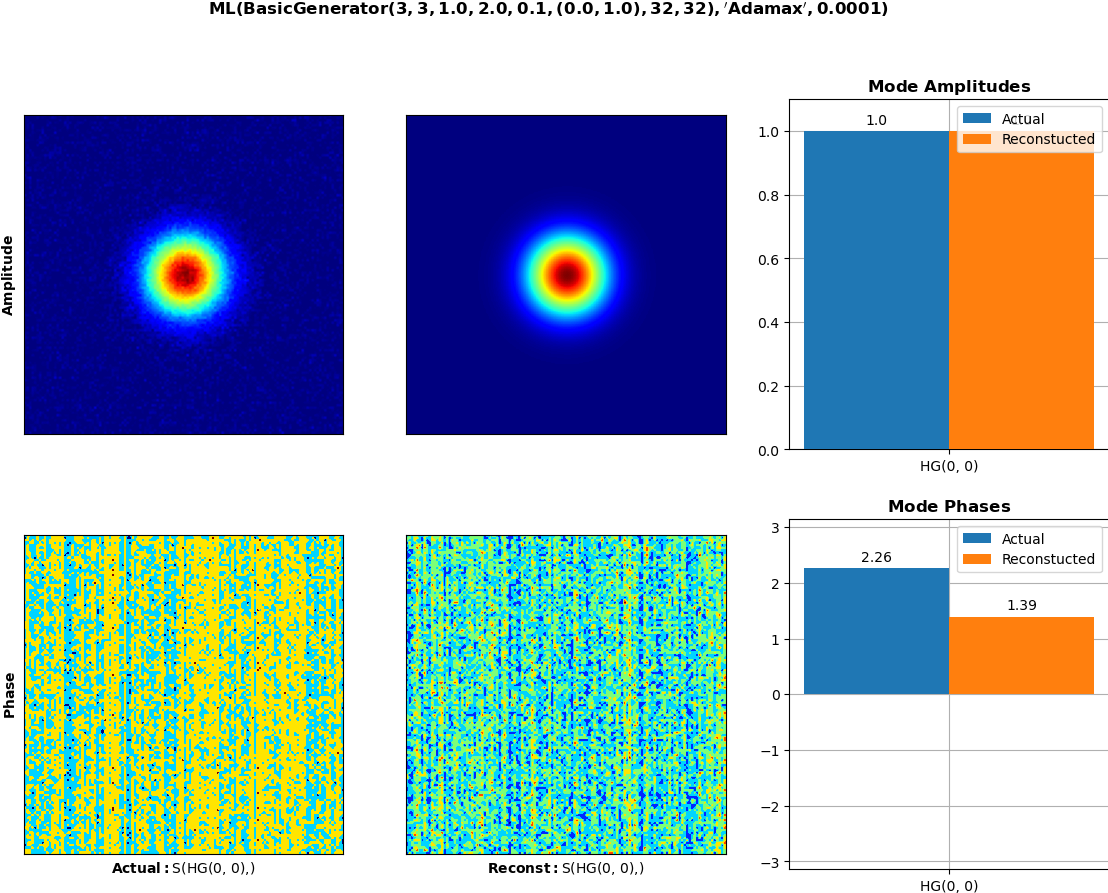 ML(BasicGenerator(3, 3, 1.0, 2.0, 0.1, (0.0, 1.0), 32, 32), ′Adamax′, 0.0001)
Amplitude
Mode Amplitudes
1.0
Actual
Reconstucted
1.0
0.8
0.6
0.4
0.2
0.0
HG(0, 0)
Phase
Actual: S(HG(0, 0),)
Reconst: S(HG(0, 0),)
Mode Phases
2.26
1.39
Actual
Reconstucted
3
2
1
0
−1
−2
−3
HG(0, 0)